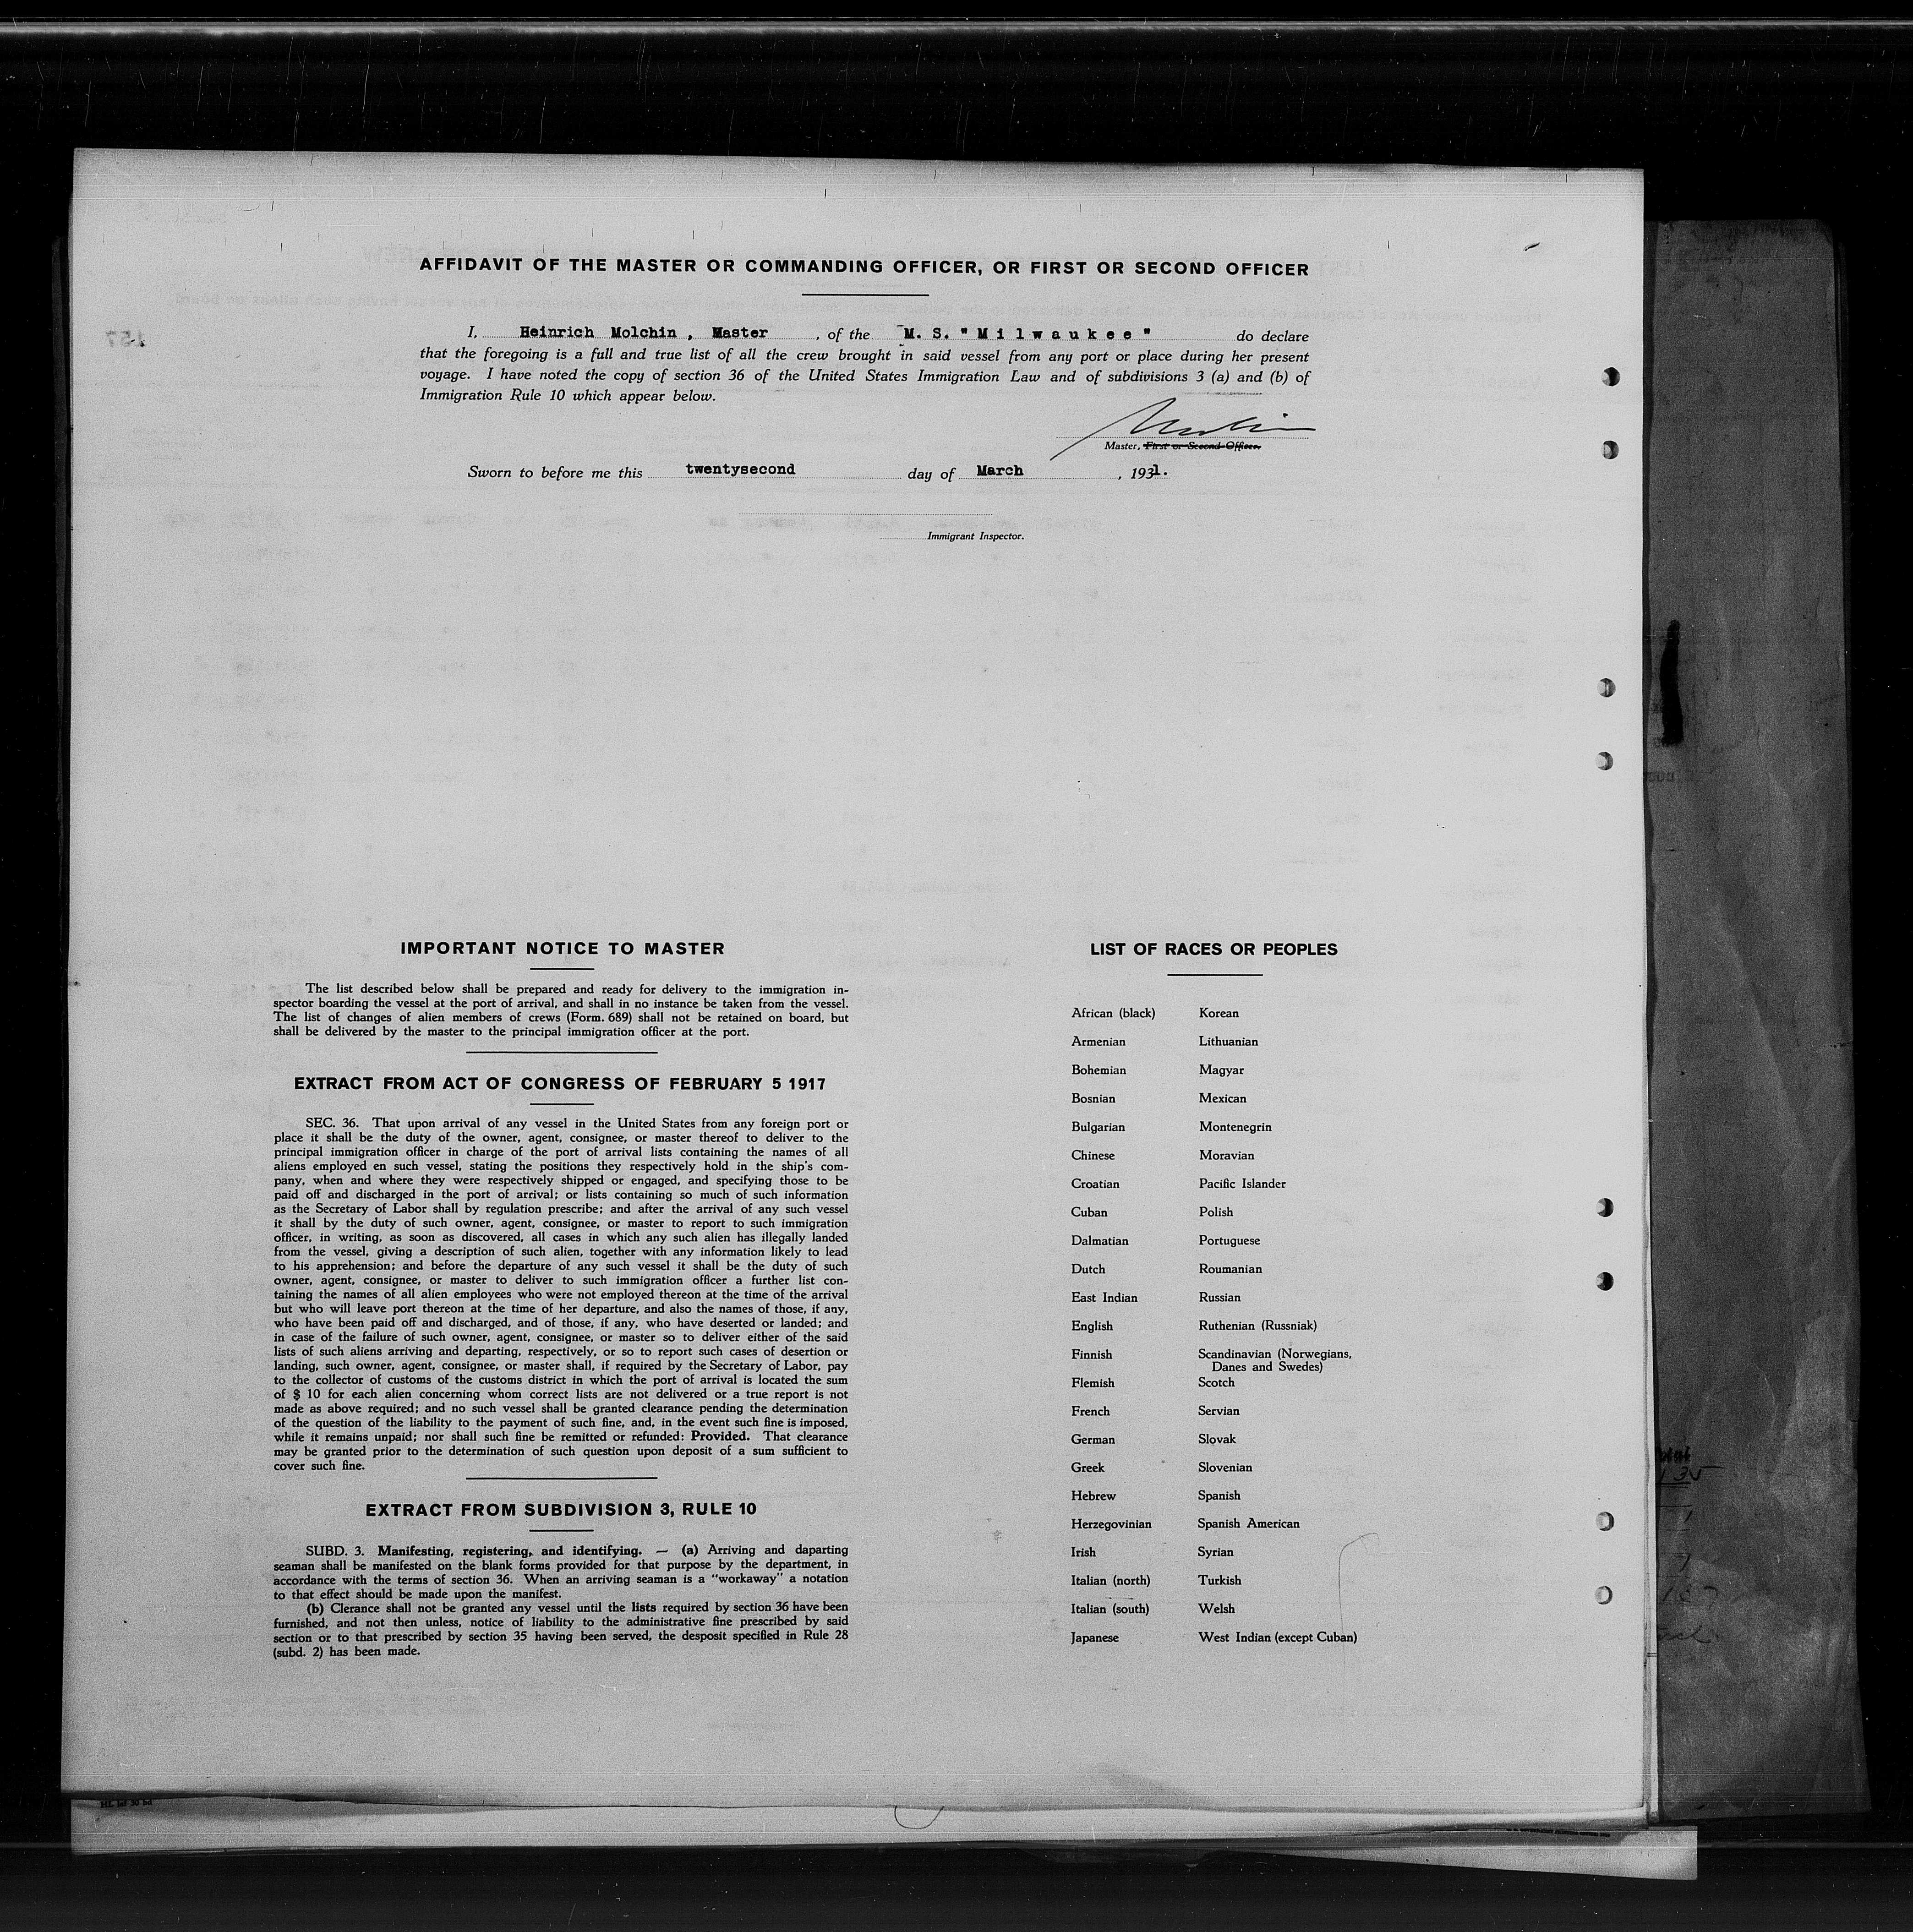 AFFIDAVIT OF THE MASTER OR COMMANDING OFFICER, OR FIRST OR SECOND OFFICER
I, Heinrich Molchin , Master , of the M. S. " M i l w a u k e e " do declare
that the foregoing is a full and true list of all the crew brought in said vessel from any port or place during her present
voyage. I have noted the copy of section 36 of the United States Immigration Law and of subdivisions 3 (a) and (b) of
Immigration Rule 10 which appear below.
Master, First or Second Officer.
Sworn to before me this twentysecond day of March , 1931.
Immigrant Inspector.
IMPORTANT NOTICE TO MASTER
The list described below shall be prepared and ready for delivery to the immigration in-
spector boarding the vessel at the port of arrival, and shall in no instance be taken from the vessel.
The list of changes of alien members of crews (Form. 689) shall not be retained on board, but
shall be delivered by the master to the principal immigration officer at the port.
EXTRACT FROM ACT OF CONGRESS OF FEBRUARY 5 1917
SEC. 36. That upon arrival of any vessel in the United States from any foreign port or
place it shall be the duty of the owner, agent, consignee, or master thereof to deliver to the
principal immigration officer in charge of the port of arrival lists containing the names of all
aliens employed en such vessel, stating the positions they respectively hold in the ship's com-
pany, when and where they were respectively shipped or engaged, and specifying those to be
paid off and discharged in the port of arrival; or lists containing so much of such information
as the Secretary of Labor shall by regulation prescribe; and after the arrival of any such vessel
it shall by the duty of such owner, agent, consignee, or master to report to such immigration
officer, in writing, as soon as discovered, all cases in which any such alien has illegally landed
from the vessel, giving a description of such alien, together with any information likely to lead
to his apprehension; and before the departure of any such vessel it shall be the duty of such
owner, agent, consignee, or master to deliver to such immigration officer a further list con-
taining the names of all alien employees who were not employed thereon at the time of the arrival
but who will leave port thereon at the time of her departure, and also the names of those, if any,
who have been paid off and discharged, and of those, if any, who have deserted or landed; and
in case of the failure of such owner, agent, consignee, or master so to deliver either of the said
lists of such aliens arriving and departing, respectively, or so to report such cases of desertion or
landing, such owner, agent, consignee, or master shall, if required by the Secretary of Labor, pay
to the collector of customs of the customs district in which the port of arrival is located the sum
of $ 10 for each alien concerning whom correct lists are not delivered or a true report is not
made as above required; and no such vessel shall be granted clearance pending the determination
of the question of the liability to the payment of such fine, and, in the event such fine is imposed,
while it remains unpaid; nor shall such fine be remitted or refunded: Provided. That clearance
may be granted prior to the determination of such question upon deposit of a sum sufficient to
cover such fine.
EXTRACT FROM SUBDIVISION 3, RULE 10
SUBD. 3. Manifesting, registering, and identifying. — (a) Arriving and daparting
seaman shall be manifested on the blank forms provided for that purpose by the department, in
accordance with the terms of section 36. When an arriving seaman is a "workaway" a notation
to that effect should be made upon the manifest.
(b) Clerance shall not be granted any vessel until the lists required by section 36 have been
furnished, and not then unless, notice of liability to the administrative fine prescribed by said
section or to that prescribed by section 35 having been served, the desposit specified in Rule 28
(subd. 2) has been made.
LIST OF RACES OR PEOPLES
African (black) Korean
Armenian Lithuanian
Bohemian Magyar
Bosnian Mexican
Bulgarian Montenegrin
Chinese Moravian
Croatian Pacific Islander
Cuban Polish
Dalmatian Portuguese
Dutch Roumanian
East Indian Russian
English Ruthenian (Russniak)
Finnish Scandinavian (Norwegians,
Danes and Swedes)
Flemish Scotch
French Servian
German Slovak
Greek Slovenian
Hebrew Spanish
Herzegovinian Spanish American
Irish Syrian
Italian (north) Turkish
Italian (south) Welsh
Japanese West Indian (except Cuban)